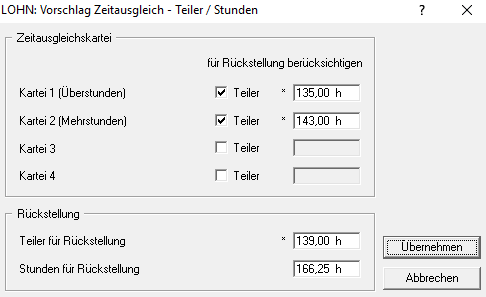 LOHN: Vorschlag Zeitausgleich - Teiler / Stunden ? ×
Zeitausgleichskartei
für Rückstellung berücksichtigen
Kartei 1 (Überstunden) Teiler * 135,00 h
Kartei 2 (Mehrstunden) Teiler * 143,00 h
Kartei 3 Teiler
Kartei 4 Teiler
Rückstellung
Teiler für Rückstellung * 139,00 h
Übernehmen
Stunden für Rückstellung 166,25 h
Abbrechen